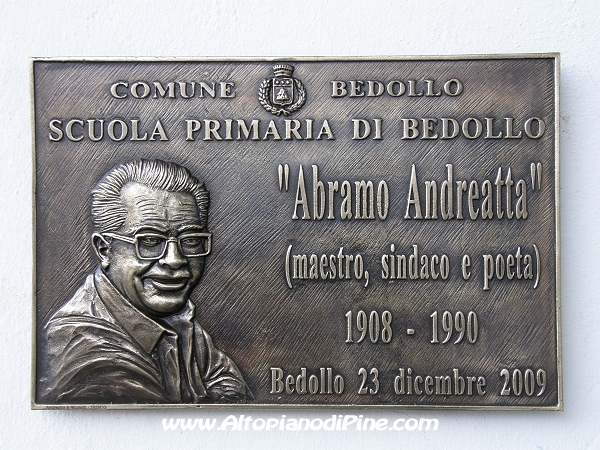 COMUNE BEDOLLO
SCUOLA PRIMARIA DI BEDOLLO
"Abramo Andreatta"
(maestro, sindaco e poeta)
1908 - 1990
Bedollo 23 dicembre 2009
www.AltopianodiPine.com